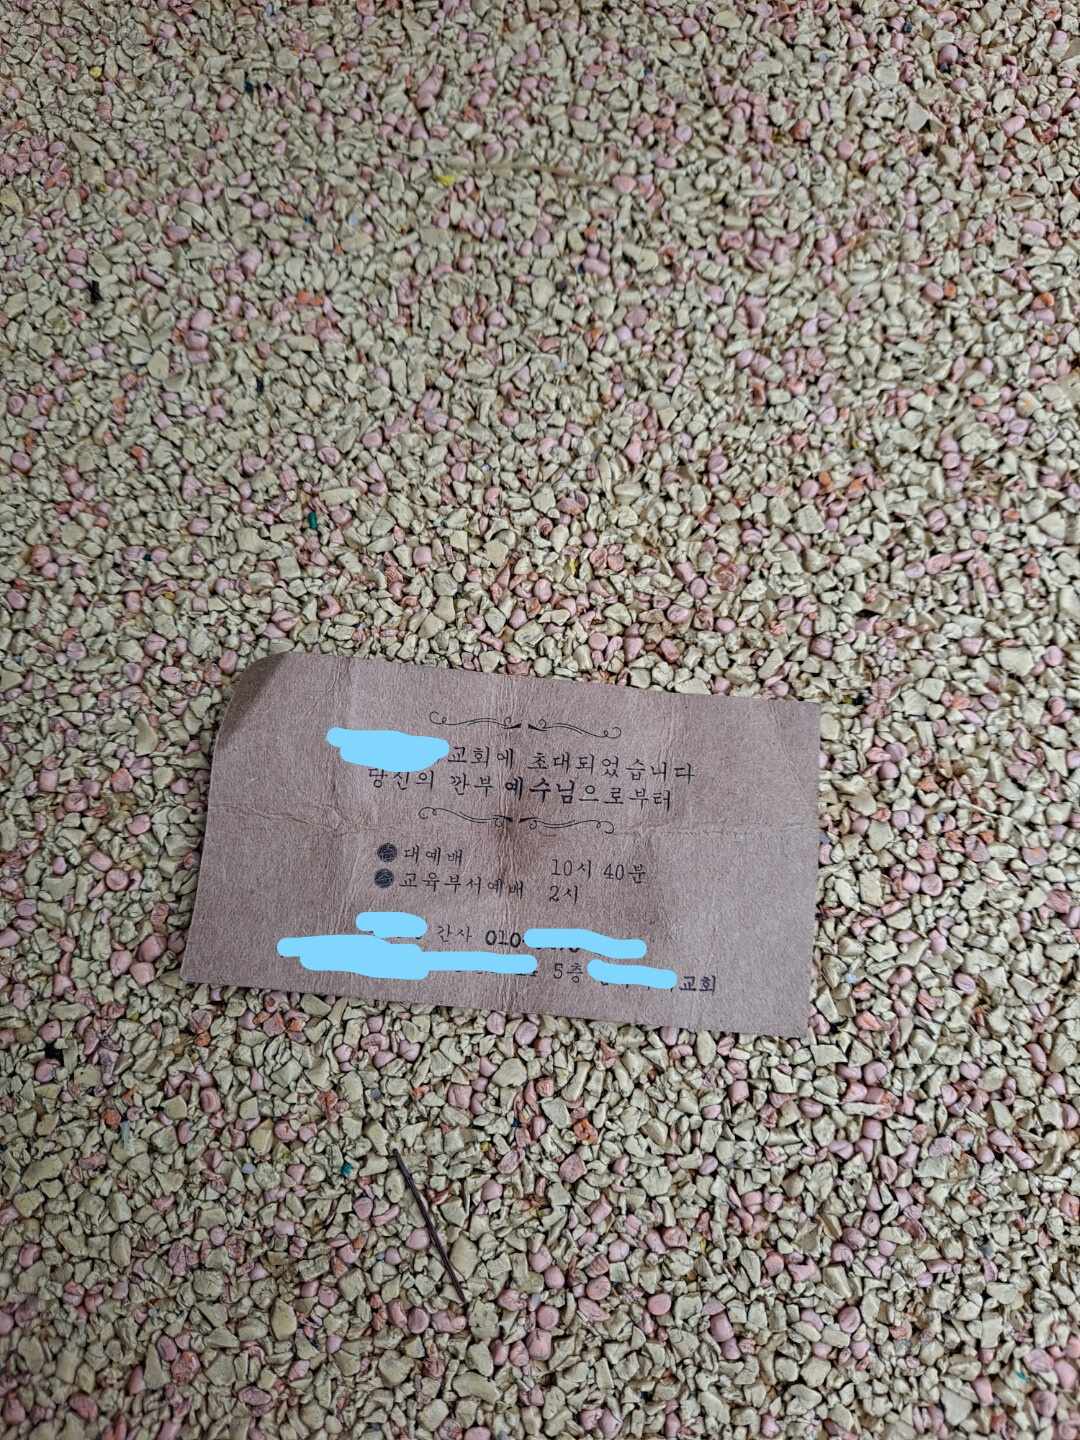 교회에 초대되었습니다
당신의 깐부 예수님으로부터
대예배 10시 40분
교육부서예배 2시
간사 010-
5층 교회